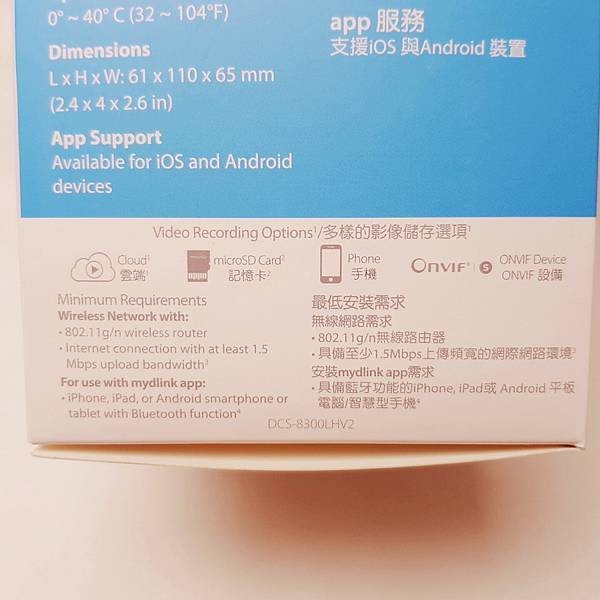 0° ~ 40° C (32 ~ 104°F)
Dimensions
L x H x W: 61 x 110 x 65 mm
(2.4 x 4 x 2.6 in)
App Support
Available for iOS and Android
devices
app 服務
支援iOS 與Android 裝置
Video Recording Options¹/多樣的影像儲存選項¹
Cloud¹
雲端¹
microSD Card²
記憶卡²
Phone
手機
ONVIF® | S
ONVIF Device
ONVIF 設備
Minimum Requirements
Wireless Network with:
• 802.11g/n wireless router
• Internet connection with at least 1.5
Mbps upload bandwidth³
For use with mydlink app:
• iPhone, iPad, or Android smartphone or
tablet with Bluetooth function⁴
最低安裝需求
無線網路需求
• 802.11g/n無線路由器
• 具備至少1.5Mbps上傳頻寬的網際網路環境³
安裝mydlink app需求
• 具備藍牙功能的iPhone, iPad或 Android 平板
電腦/智慧型手機⁴
DCS-8300LHV2